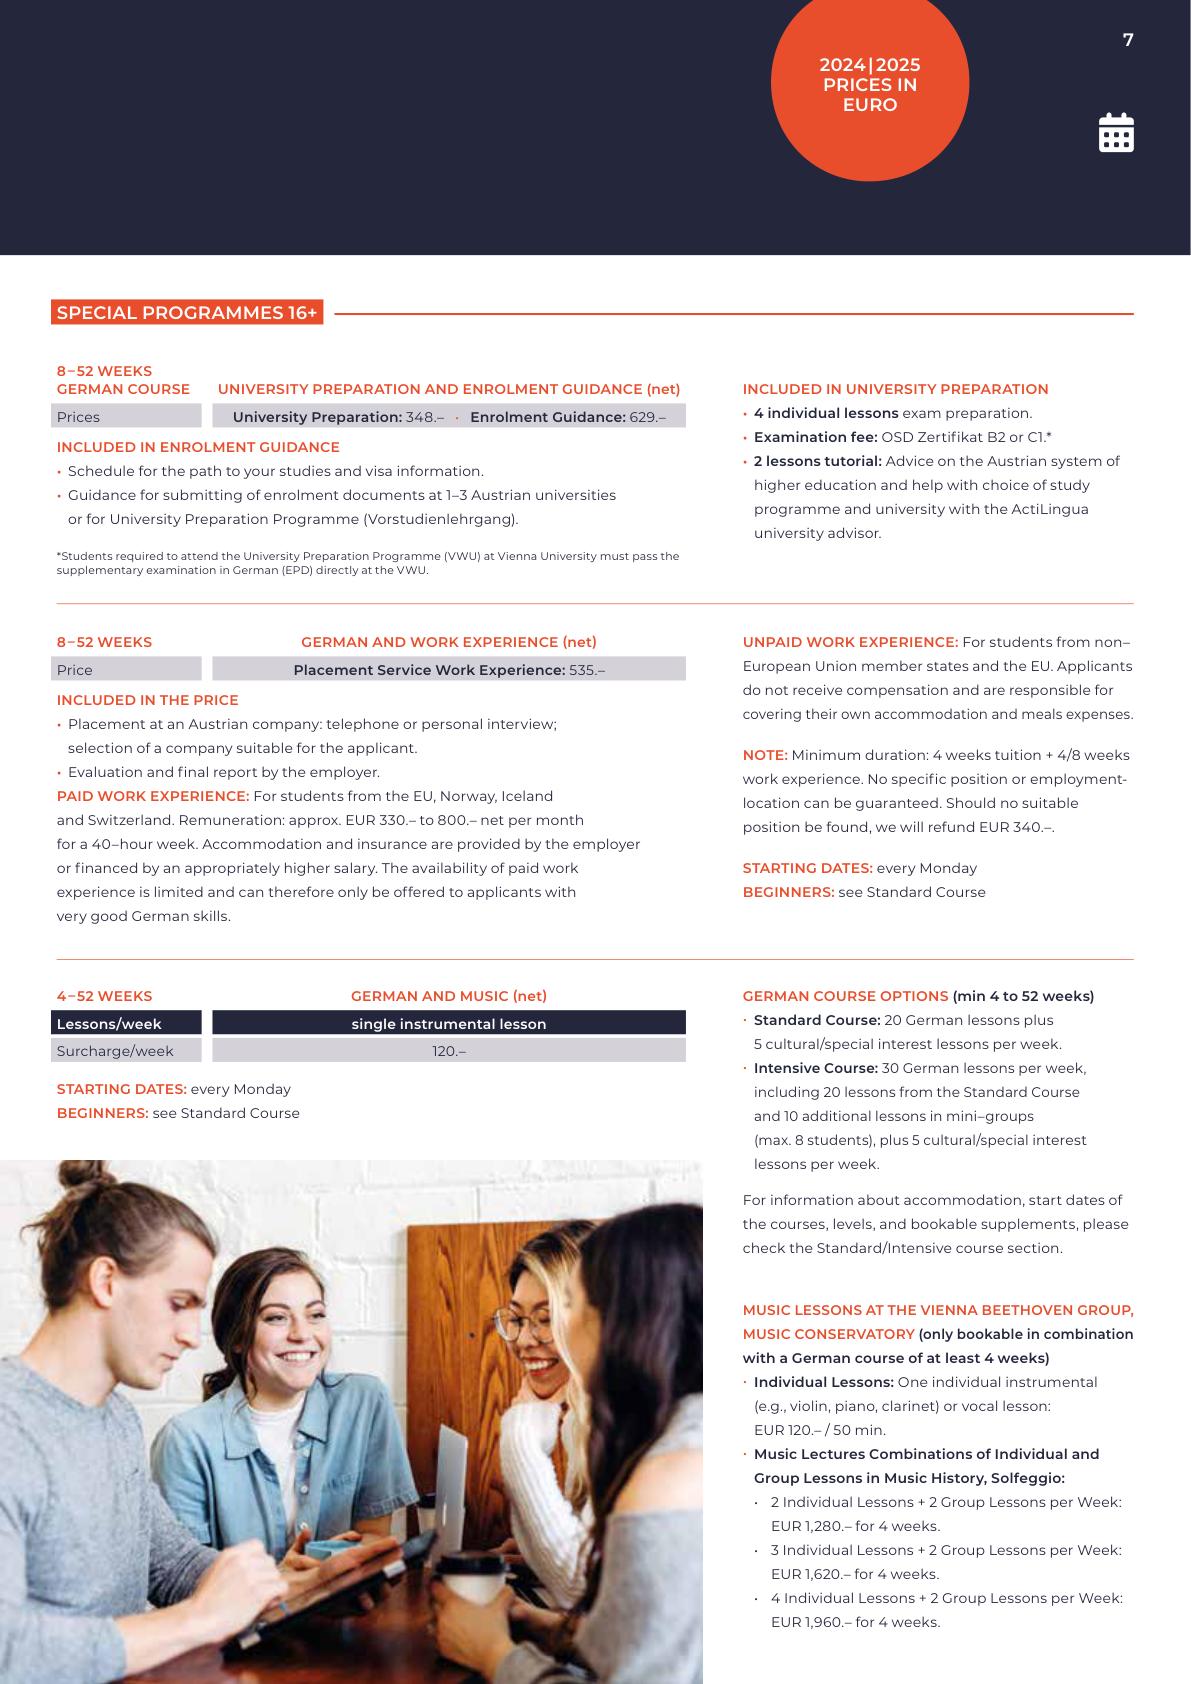 7
2024|2025
PRICES IN
EURO
SPECIAL PROGRAMMES 16+
8–52 WEEKS
GERMAN COURSE
UNIVERSITY PREPARATION AND ENROLMENT GUIDANCE (net)
Prices
University Preparation: 348.– · Enrolment Guidance: 629.–
INCLUDED IN ENROLMENT GUIDANCE
• Schedule for the path to your studies and visa information.
• Guidance for submitting of enrolment documents at 1–3 Austrian universities
or for University Preparation Programme (Vorstudienlehrgang).
*Students required to attend the University Preparation Programme (VWU) at Vienna University must pass the
supplementary examination in German (EPD) directly at the VWU.
INCLUDED IN UNIVERSITY PREPARATION
• 4 individual lessons exam preparation.
• Examination fee: OSD Zertifikat B2 or C1.*
• 2 lessons tutorial: Advice on the Austrian system of
higher education and help with choice of study
programme and university with the ActiLingua
university advisor.
8–52 WEEKS
GERMAN AND WORK EXPERIENCE (net)
Price
Placement Service Work Experience: 535.–
INCLUDED IN THE PRICE
• Placement at an Austrian company: telephone or personal interview;
selection of a company suitable for the applicant.
• Evaluation and final report by the employer.
PAID WORK EXPERIENCE: For students from the EU, Norway, Iceland
and Switzerland. Remuneration: approx. EUR 330.– to 800.– net per month
for a 40–hour week. Accommodation and insurance are provided by the employer
or financed by an appropriately higher salary. The availability of paid work
experience is limited and can therefore only be offered to applicants with
very good German skills.
UNPAID WORK EXPERIENCE: For students from non–
European Union member states and the EU. Applicants
do not receive compensation and are responsible for
covering their own accommodation and meals expenses.
NOTE: Minimum duration: 4 weeks tuition + 4/8 weeks
work experience. No specific position or employment-
location can be guaranteed. Should no suitable
position be found, we will refund EUR 340.–.
STARTING DATES: every Monday
BEGINNERS: see Standard Course
4–52 WEEKS
GERMAN AND MUSIC (net)
Lessons/week
single instrumental lesson
Surcharge/week
120.–
STARTING DATES: every Monday
BEGINNERS: see Standard Course
GERMAN COURSE OPTIONS (min 4 to 52 weeks)
• Standard Course: 20 German lessons plus
5 cultural/special interest lessons per week.
• Intensive Course: 30 German lessons per week,
including 20 lessons from the Standard Course
and 10 additional lessons in mini–groups
(max. 8 students), plus 5 cultural/special interest
lessons per week.
For information about accommodation, start dates of
the courses, levels, and bookable supplements, please
check the Standard/Intensive course section.
MUSIC LESSONS AT THE VIENNA BEETHOVEN GROUP,
MUSIC CONSERVATORY (only bookable in combination
with a German course of at least 4 weeks)
• Individual Lessons: One individual instrumental
(e.g., violin, piano, clarinet) or vocal lesson:
EUR 120.– / 50 min.
• Music Lectures Combinations of Individual and
Group Lessons in Music History, Solfeggio:
• 2 Individual Lessons + 2 Group Lessons per Week:
EUR 1,280.– for 4 weeks.
• 3 Individual Lessons + 2 Group Lessons per Week:
EUR 1,620.– for 4 weeks.
• 4 Individual Lessons + 2 Group Lessons per Week:
EUR 1,960.– for 4 weeks.